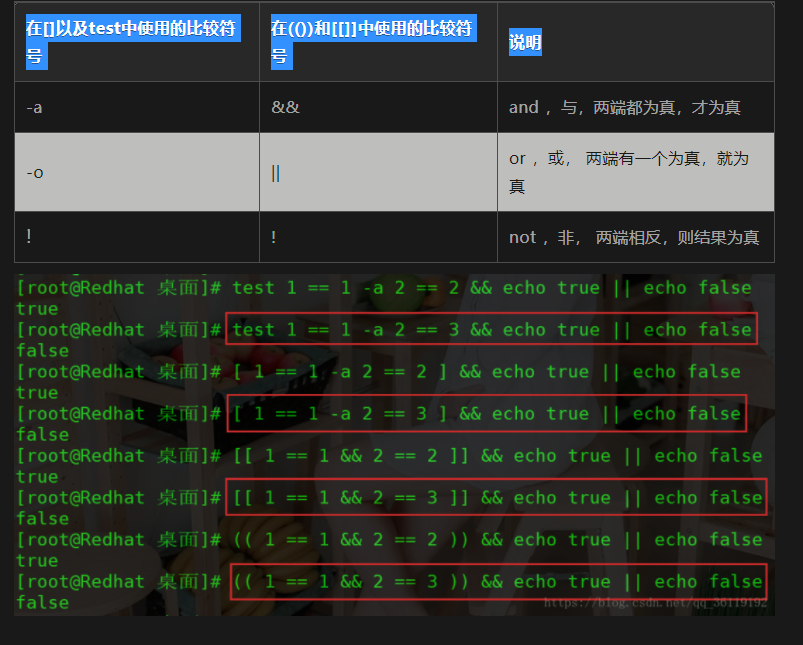 在[]以及test中使用的比较符号
在(())和[[]]中使用的比较符号
说明
-a
&&
and ，与，两端都为真，才为真
-o
||
or ，或， 两端有一个为真，就为真
!
!
not ，非， 两端相反，则结果为真
[root@Redhat 桌面]# test 1 == 1 -a 2 == 2 && echo true || echo false
true
[root@Redhat 桌面]# test 1 == 1 -a 2 == 3 && echo true || echo false
false
[root@Redhat 桌面]# [ 1 == 1 -a 2 == 2 ] && echo true || echo false
true
[root@Redhat 桌面]# [ 1 == 1 -a 2 == 3 ] && echo true || echo false
false
[root@Redhat 桌面]# [[ 1 == 1 && 2 == 2 ]] && echo true || echo false
true
[root@Redhat 桌面]# [[ 1 == 1 && 2 == 3 ]] && echo true || echo false
false
[root@Redhat 桌面]# (( 1 == 1 && 2 == 2 )) && echo true || echo false
true
[root@Redhat 桌面]# (( 1 == 1 && 2 == 3 )) && echo true || echo false
false
https://blog.csdn.net/qq_36119192